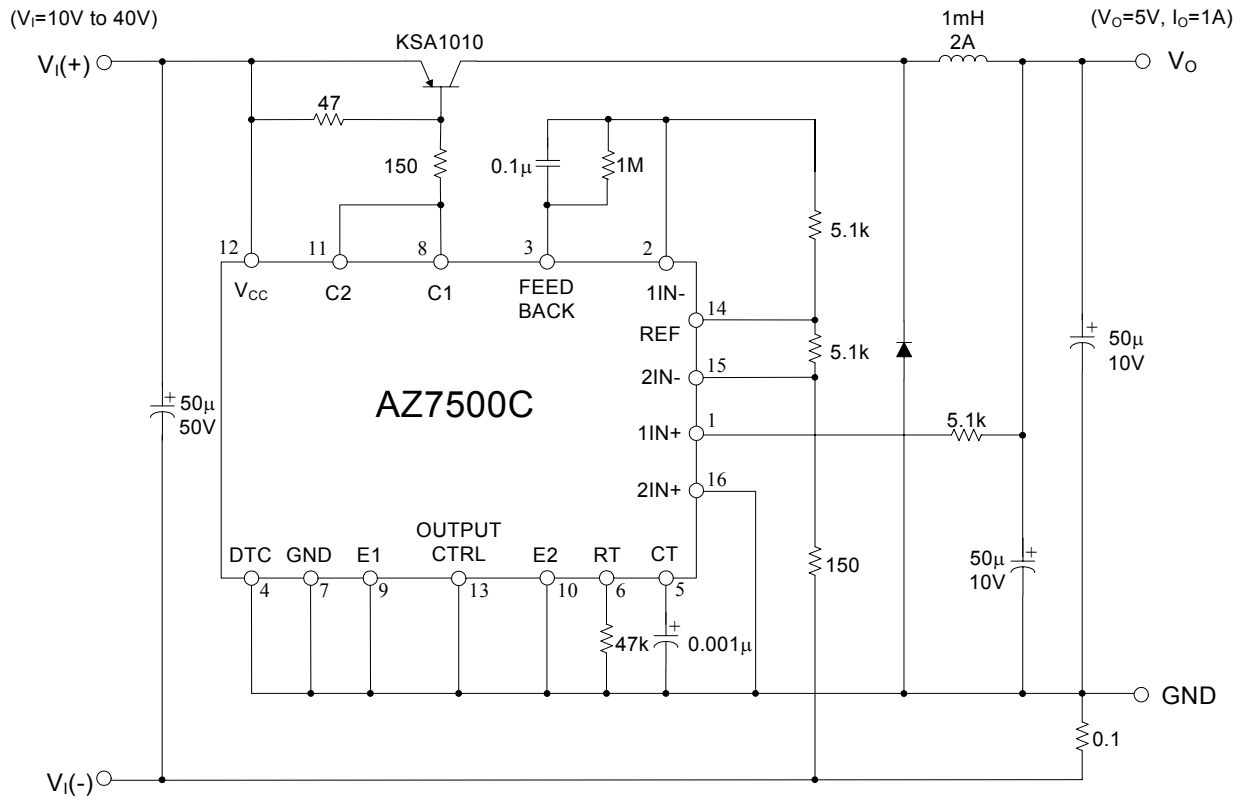 (VI=10V to 40V)
(VO=5V, IO=1A)
1mH
2A
KSA1010
VI(+)
VO
47
150
0.1μ
1M
5.1k
12
11
8
3
2
VCC
C2
C1
FEED
BACK
1IN-
14
REF
5.1k
15
2IN-
50μ
10V
+
AZ7500C
+
50μ
50V
1
1IN+
5.1k
16
2IN+
OUTPUT
CTRL
DTC
GND
E1
E2
RT
CT
150
50μ
10V
+
4
7
9
13
10
6
5
47k
+
0.001μ
GND
0.1
VI(-)